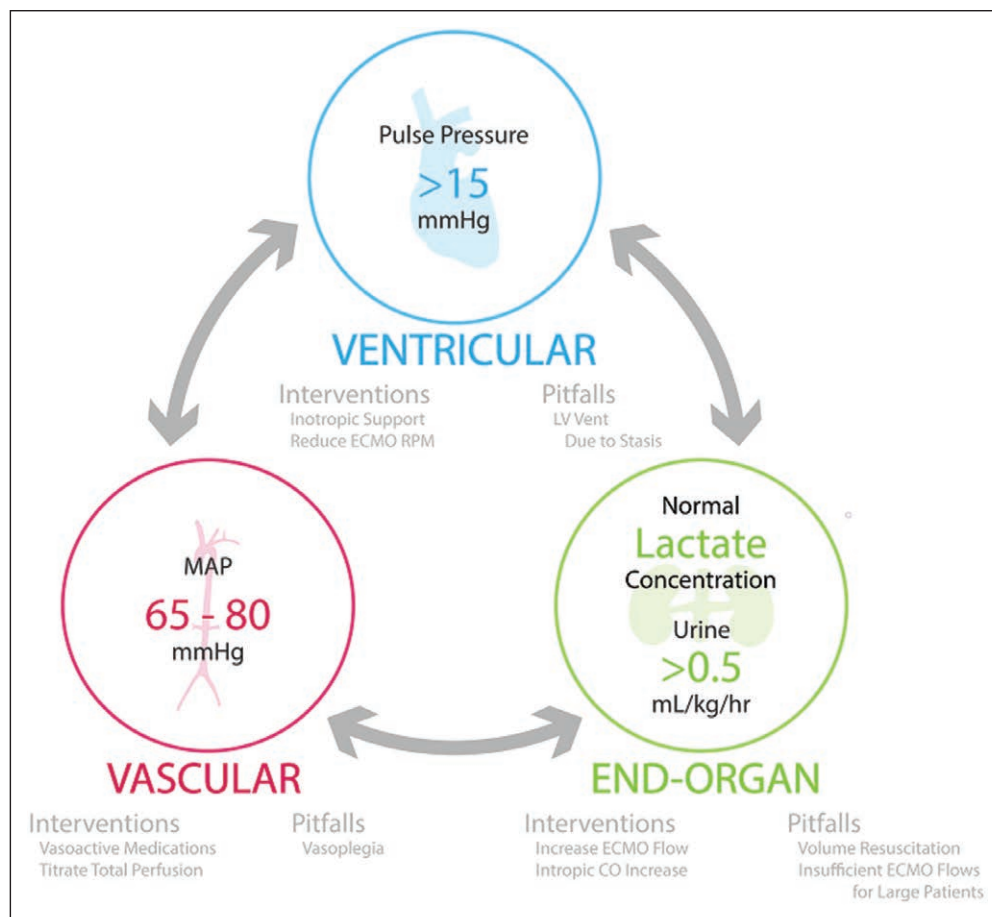 Pulse Pressure
>15
mmHg
VENTRICULAR
Interventions
Inotropic Support
Reduce ECMO RPM
Pitfalls
LV Vent
Due to Stasis
MAP
65 - 80
mmHg
VASCULAR
Interventions
Vasoactive Medications
Titrate Total Perfusion
Pitfalls
Vasoplegia
Normal
Lactate
Concentration
Urine
>0.5
mL/kg/hr
END-ORGAN
Interventions
Increase ECMO Flow
Intropic CO Increase
Pitfalls
Volume Resuscitation
Insufficient ECMO Flows
for Large Patients